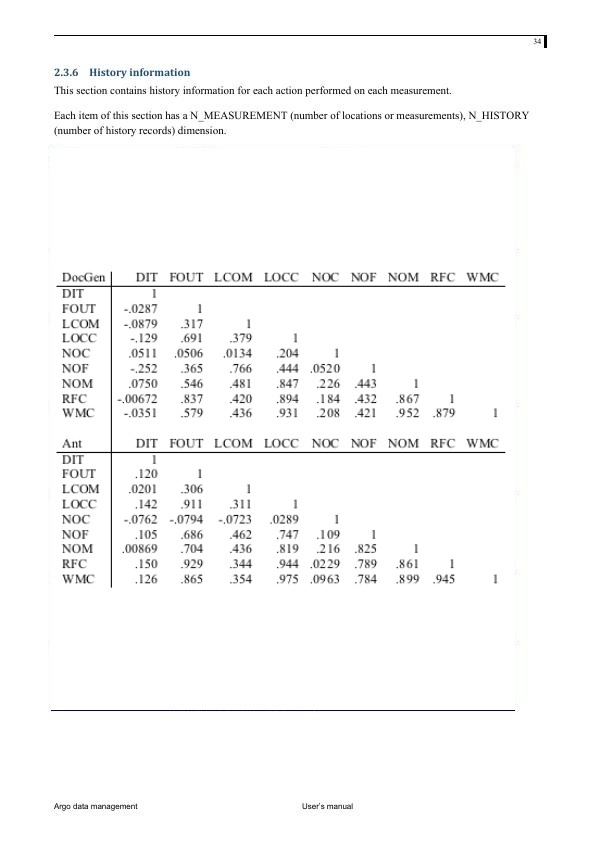 34
2.3.6 History information
This section contains history information for each action performed on each measurement.
Each item of this section has a N_MEASUREMENT (number of locations or measurements), N_HISTORY
(number of history records) dimension.
DocGen DIT FOUT LCOM LOCC NOC NOF NOM RFC WMC
DIT 1
FOUT -.0287 1
LCOM -.0879 .317 1
LOCC -.129 .691 .379 1
NOC .0511 .0506 .0134 .204 1
NOF -.252 .365 .766 .444 .0520 1
NOM .0750 .546 .481 .847 .226 .443 1
RFC -.00672 .837 .420 .894 .184 .432 .867 1
WMC -.0351 .579 .436 .931 .208 .421 .952 .879 1
Ant DIT FOUT LCOM LOCC NOC NOF NOM RFC WMC
DIT 1
FOUT .120 1
LCOM .0201 .306 1
LOCC .142 .911 .311 1
NOC -.0762 -.0794 -.0723 .0289 1
NOF .105 .686 .462 .747 .109 1
NOM .00869 .704 .436 .819 .216 .825 1
RFC .150 .929 .344 .944 .0229 .789 .861 1
WMC .126 .865 .354 .975 .0963 .784 .899 .945 1
Argo data management User's manual